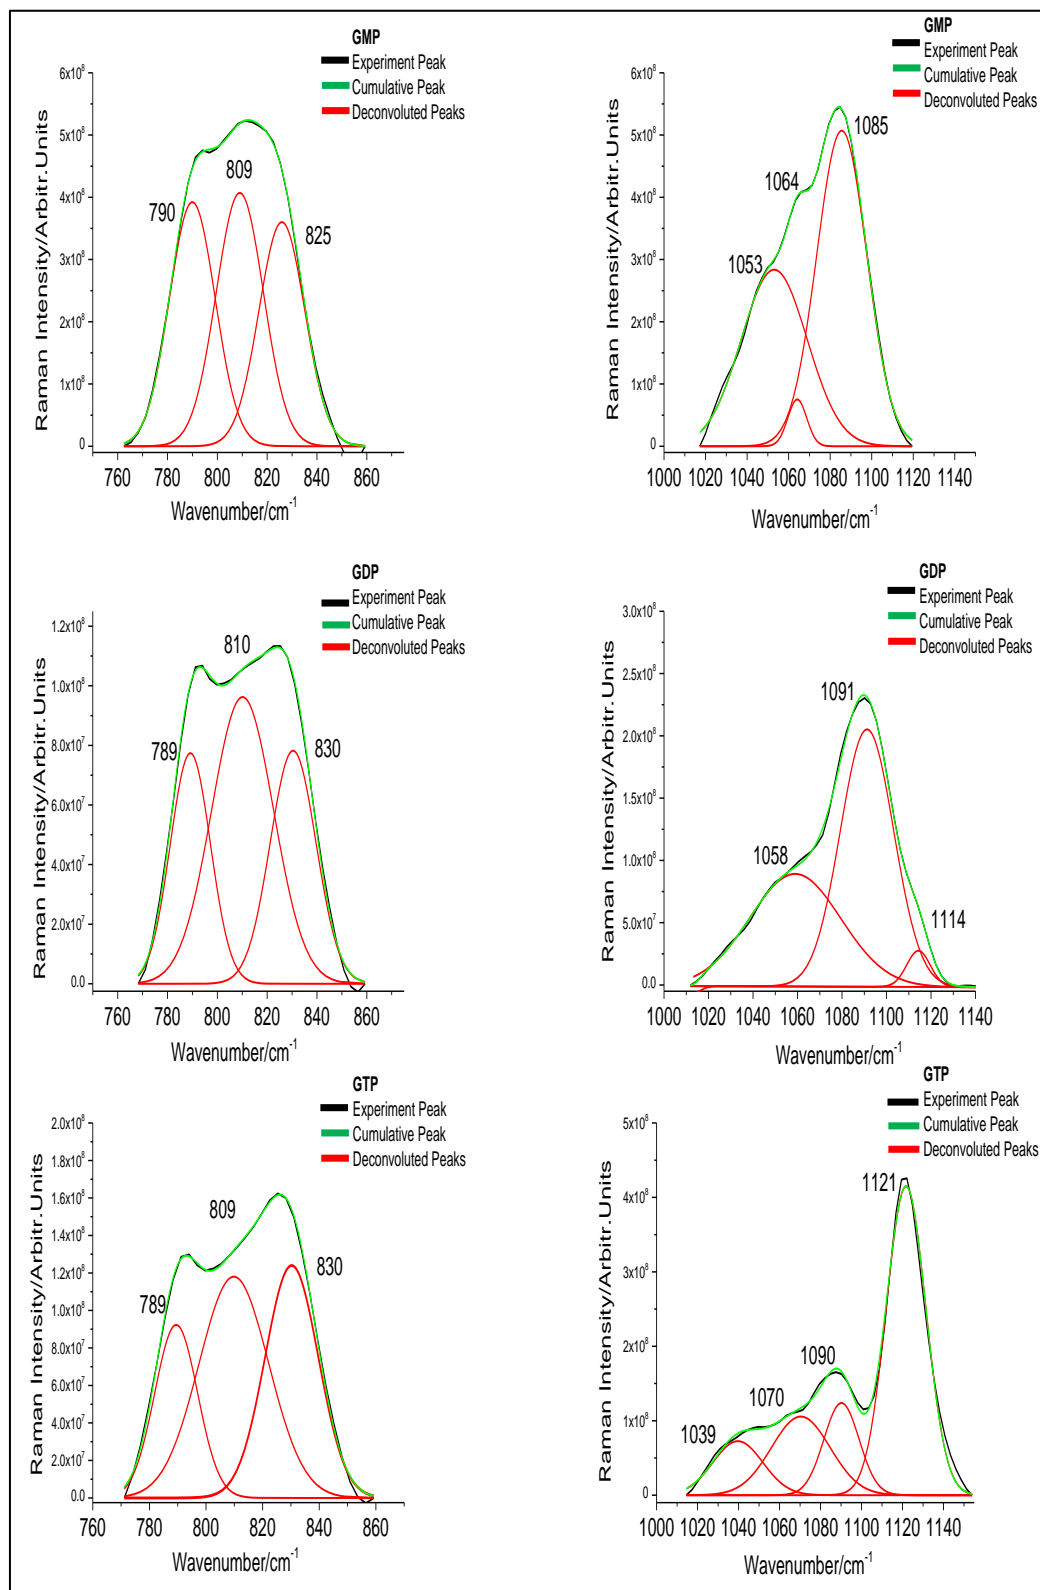 GMP
Experiment Peak
Cumulative Peak
Deconvoluted Peaks
6x10⁸
5x10⁸
4x10⁸
3x10⁸
2x10⁸
1x10⁸
0
Raman Intensity/Arbitr.Units
790
809
825
760 780 800 820 840 860
Wavenumber/cm⁻¹
GMP
Experiment Peak
Cumulative Peak
Deconvoluted Peaks
6x10⁸
5x10⁸
4x10⁸
3x10⁸
2x10⁸
1x10⁸
0
Raman Intensity/Arbitr.Units
1053
1064
1085
1000 1020 1040 1060 1080 1100 1120 1140
Wavenumber/cm⁻¹
GDP
Experiment Peak
Cumulative Peak
Deconvoluted Peaks
1.2x10⁸
1.0x10⁸
8.0x10⁷
6.0x10⁷
4.0x10⁷
2.0x10⁷
0.0
Raman Intensity/Arbitr.Units
789
810
830
760 780 800 820 840 860
Wavenumber/cm⁻¹
GDP
Experiment Peak
Cumulative Peak
Deconvoluted Peaks
3.0x10⁸
2.5x10⁸
2.0x10⁸
1.5x10⁸
1.0x10⁸
5.0x10⁷
0.0
Raman Intensity/Arbitr.Units
1058
1091
1114
1000 1020 1040 1060 1080 1100 1120 1140
Wavenumber/cm⁻¹
GTP
Experiment Peak
Cumulative Peak
Deconvoluted Peaks
2.0x10⁸
1.8x10⁸
1.6x10⁸
1.4x10⁸
1.2x10⁸
1.0x10⁸
8.0x10⁷
6.0x10⁷
4.0x10⁷
2.0x10⁷
0.0
Raman Intensity/Arbitr.Units
789
809
830
760 780 800 820 840 860
Wavenumber/cm⁻¹
GTP
Experiment Peak
Cumulative Peak
Deconvoluted Peaks
5x10⁸
4x10⁸
3x10⁸
2x10⁸
1x10⁸
0
Raman Intensity/Arbitr.Units
1039
1070
1090
1121
1000 1020 1040 1060 1080 1100 1120 1140
Wavenumber/cm⁻¹